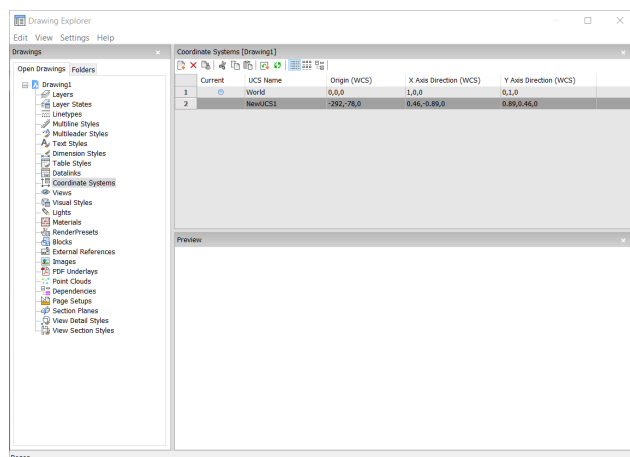 Drawing Explorer
Edit View Settings Help
Drawings
Open Drawings Folders
Drawing1
Layers
Layer States
Linetypes
Multiline Styles
Multileader Styles
Text Styles
Dimension Styles
Table Styles
Datalinks
Coordinate Systems
Views
Visual Styles
Lights
Materials
RenderPresets
Blocks
External References
Images
PDF Underlays
Point Clouds
Dependencies
Page Setups
Section Planes
View Detail Styles
View Section Styles
Coordinate Systems [Drawing1]
Current UCS Name Origin (WCS) X Axis Direction (WCS) Y Axis Direction (WCS)
1 World 0,0,0 1,0,0 0,1,0
2 NewUCS1 -292,-78,0 0.46,-0.89,0 0.89,0.46,0
Preview